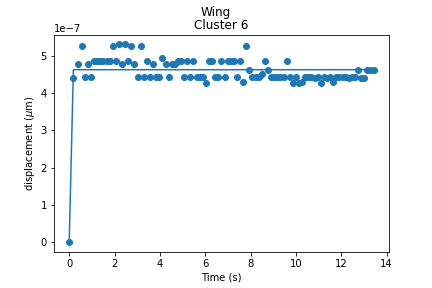 Wing
Cluster 6
1e−7
displacement (μm)
5
4
3
2
1
0
0 2 4 6 8 10 12 14
Time (s)